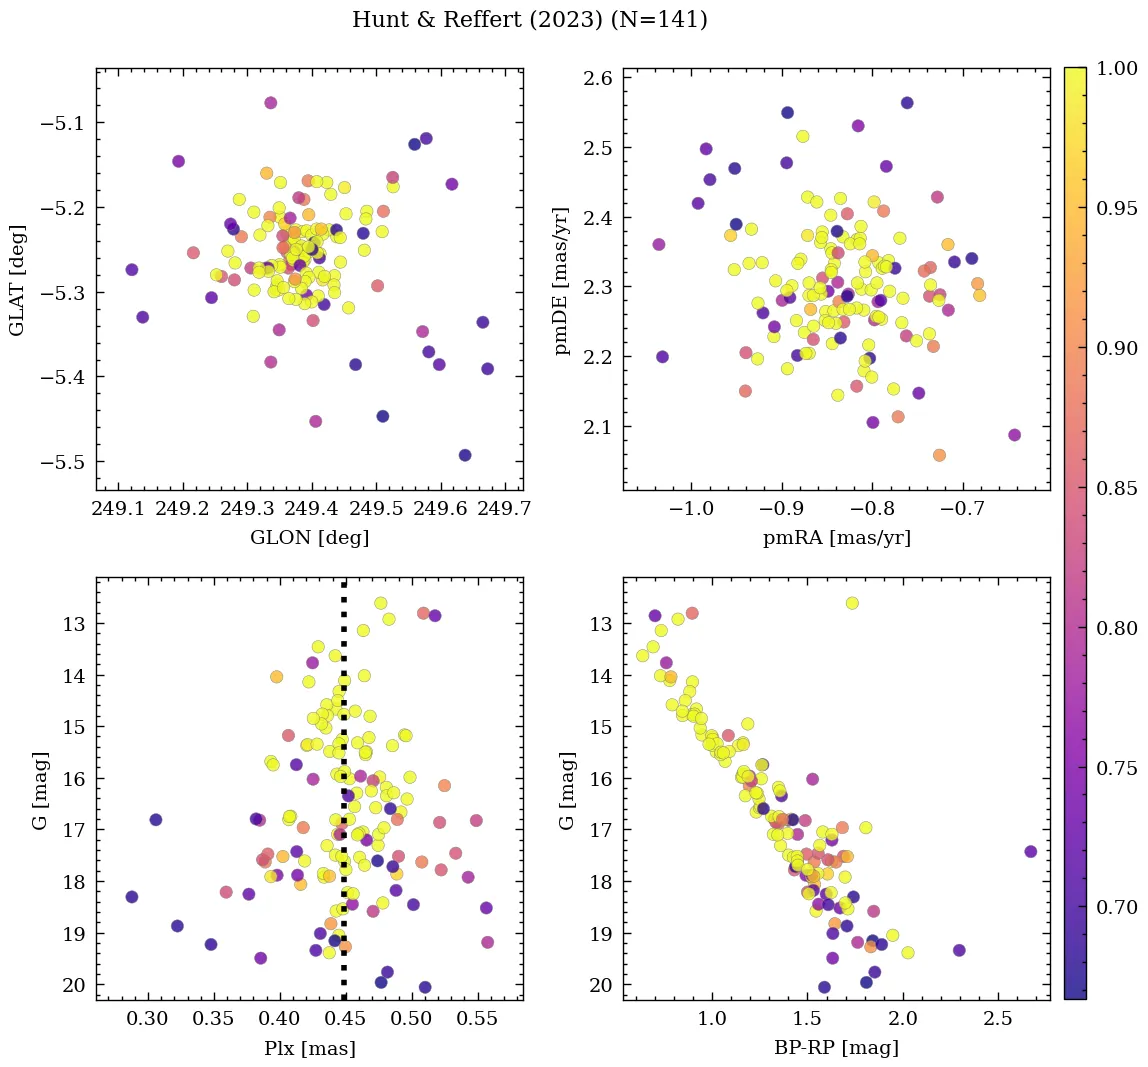 Hunt & Reffert (2023) (N=141)
−5.1
−5.2
−5.3
−5.4
−5.5
GLAT [deg]
249.1 249.2 249.3 249.4 249.5 249.6 249.7
GLON [deg]
2.6
2.5
2.4
2.3
2.2
2.1
pmDE [mas/yr]
−1.0 −0.9 −0.8 −0.7
pmRA [mas/yr]
13
14
15
16
17
18
19
20
G [mag]
0.30 0.35 0.40 0.45 0.50 0.55
Plx [mas]
13
14
15
16
17
18
19
20
G [mag]
1.0 1.5 2.0 2.5
BP-RP [mag]
1.00
0.95
0.90
0.85
0.80
0.75
0.70